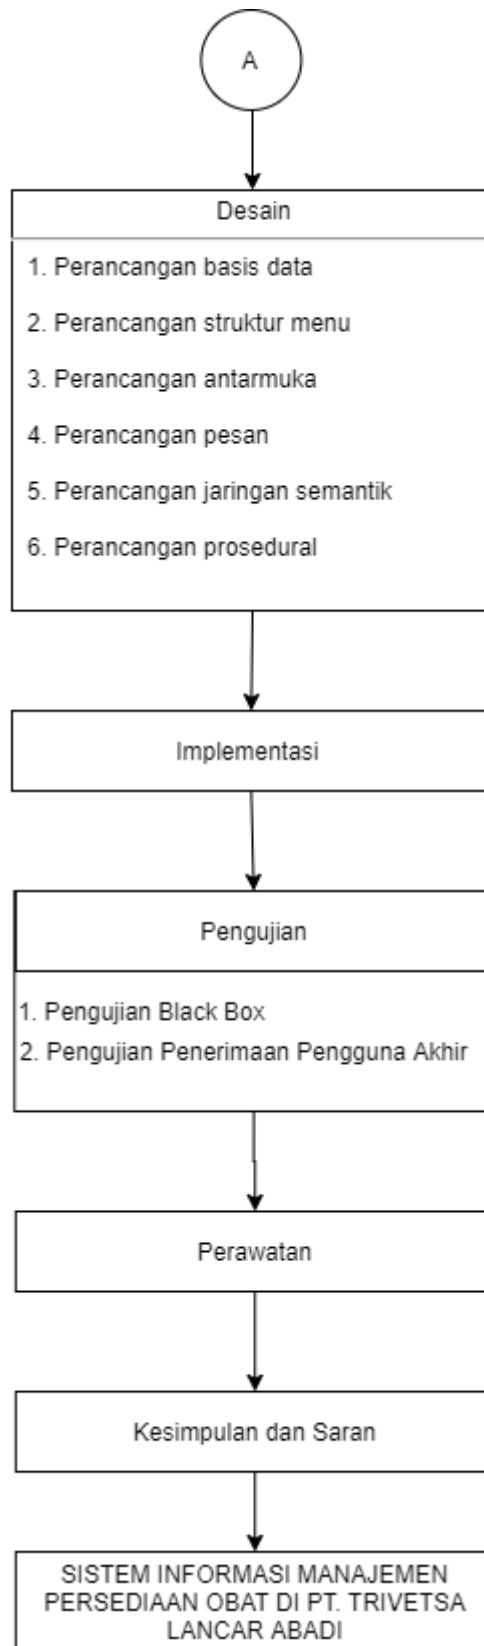 A
Desain
1. Perancangan basis data
2. Perancangan struktur menu
3. Perancangan antarmuka
4. Perancangan pesan
5. Perancangan jaringan semantik
6. Perancangan prosedural
Implementasi
Pengujian
1. Pengujian Black Box
2. Pengujian Penerimaan Pengguna Akhir
Perawatan
Kesimpulan dan Saran
SISTEM INFORMASI MANAJEMEN
PERSEDIAAN OBAT DI PT. TRIVETSA
LANCAR ABADI